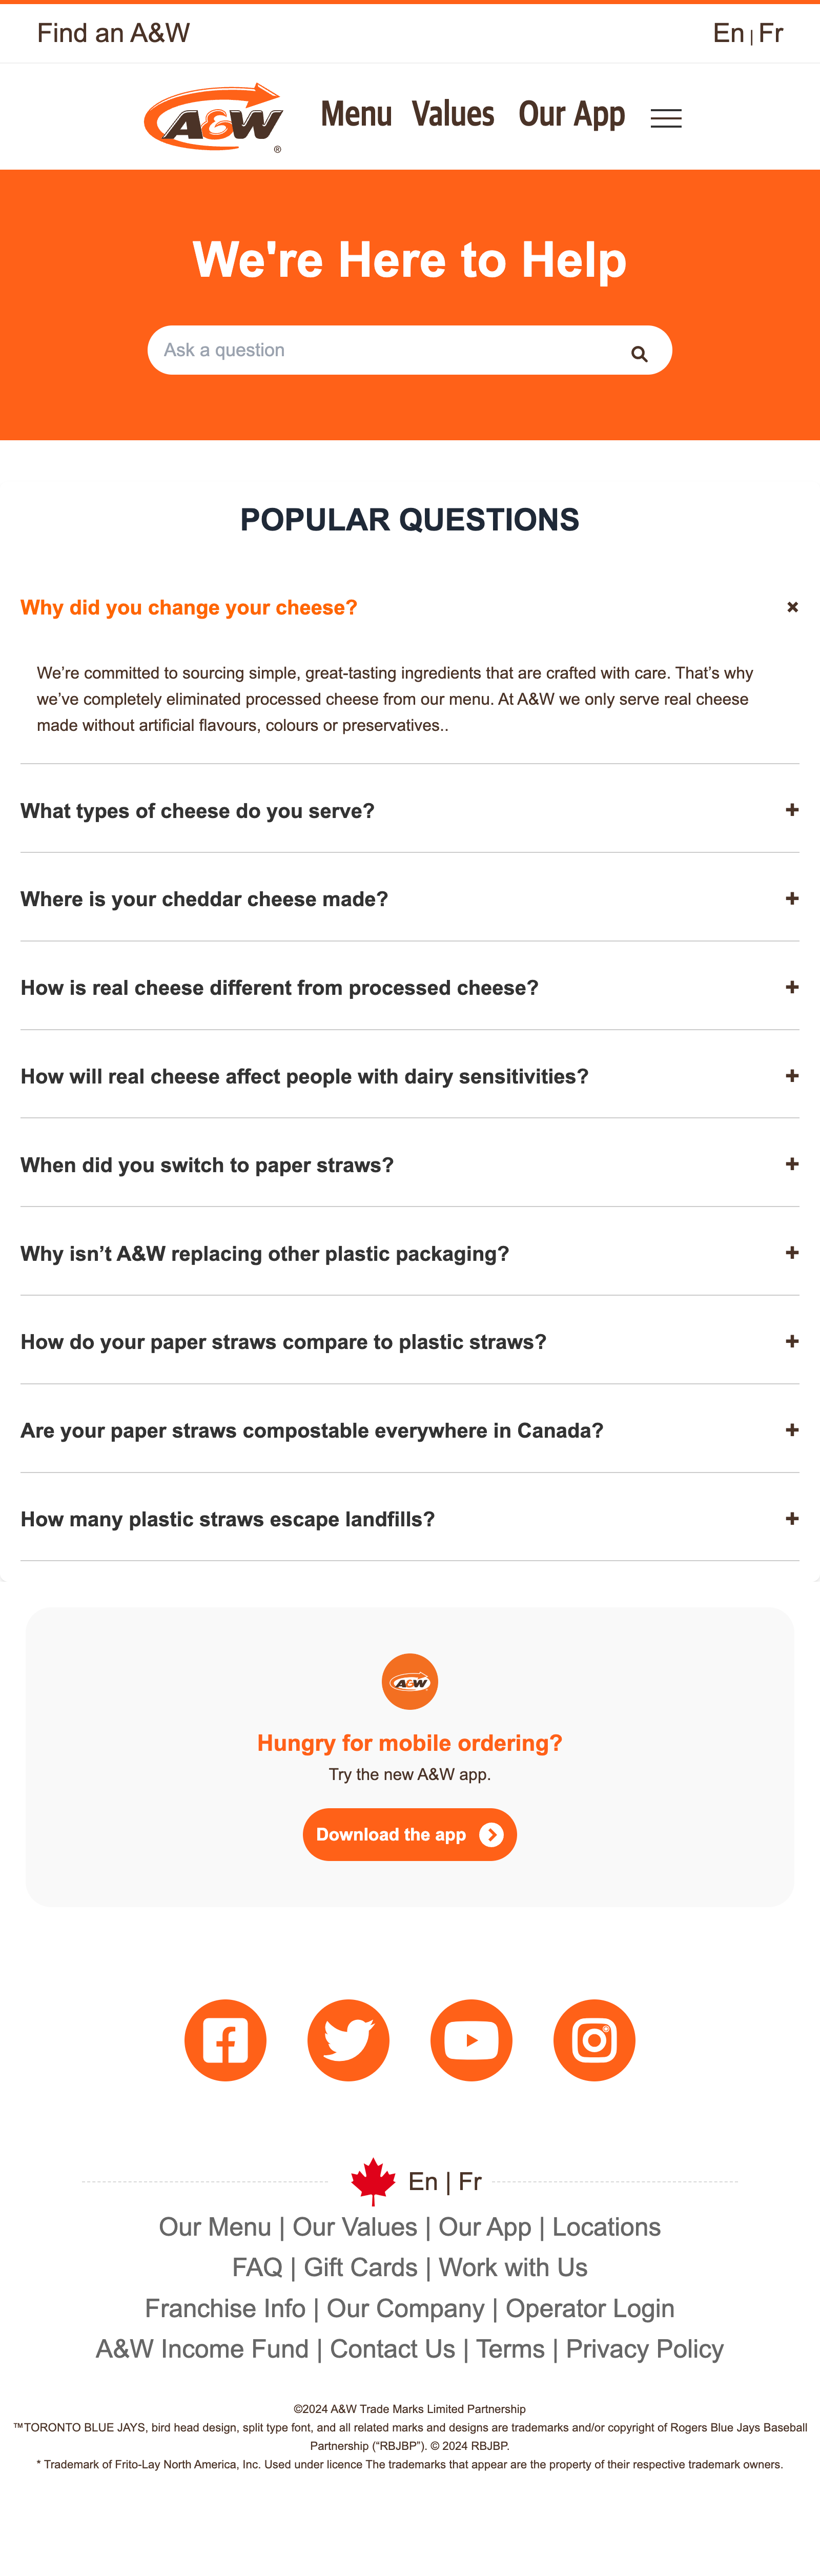 Find an A&W
En | Fr
A&W ®
Menu Values Our App
We're Here to Help
Ask a question
POPULAR QUESTIONS
Why did you change your cheese?
We’re committed to sourcing simple, great-tasting ingredients that are crafted with care. That’s why
we’ve completely eliminated processed cheese from our menu. At A&W we only serve real cheese
made without artificial flavours, colours or preservatives..
What types of cheese do you serve?
Where is your cheddar cheese made?
How is real cheese different from processed cheese?
How will real cheese affect people with dairy sensitivities?
When did you switch to paper straws?
Why isn’t A&W replacing other plastic packaging?
How do your paper straws compare to plastic straws?
Are your paper straws compostable everywhere in Canada?
How many plastic straws escape landfills?
A&W
Hungry for mobile ordering?
Try the new A&W app.
Download the app
En | Fr
Our Menu | Our Values | Our App | Locations
FAQ | Gift Cards | Work with Us
Franchise Info | Our Company | Operator Login
A&W Income Fund | Contact Us | Terms | Privacy Policy
©2024 A&W Trade Marks Limited Partnership
™TORONTO BLUE JAYS, bird head design, split type font, and all related marks and designs are trademarks and/or copyright of Rogers Blue Jays Baseball
Partnership (“RBJBP”). © 2024 RBJBP.
* Trademark of Frito-Lay North America, Inc. Used under licence The trademarks that appear are the property of their respective trademark owners.